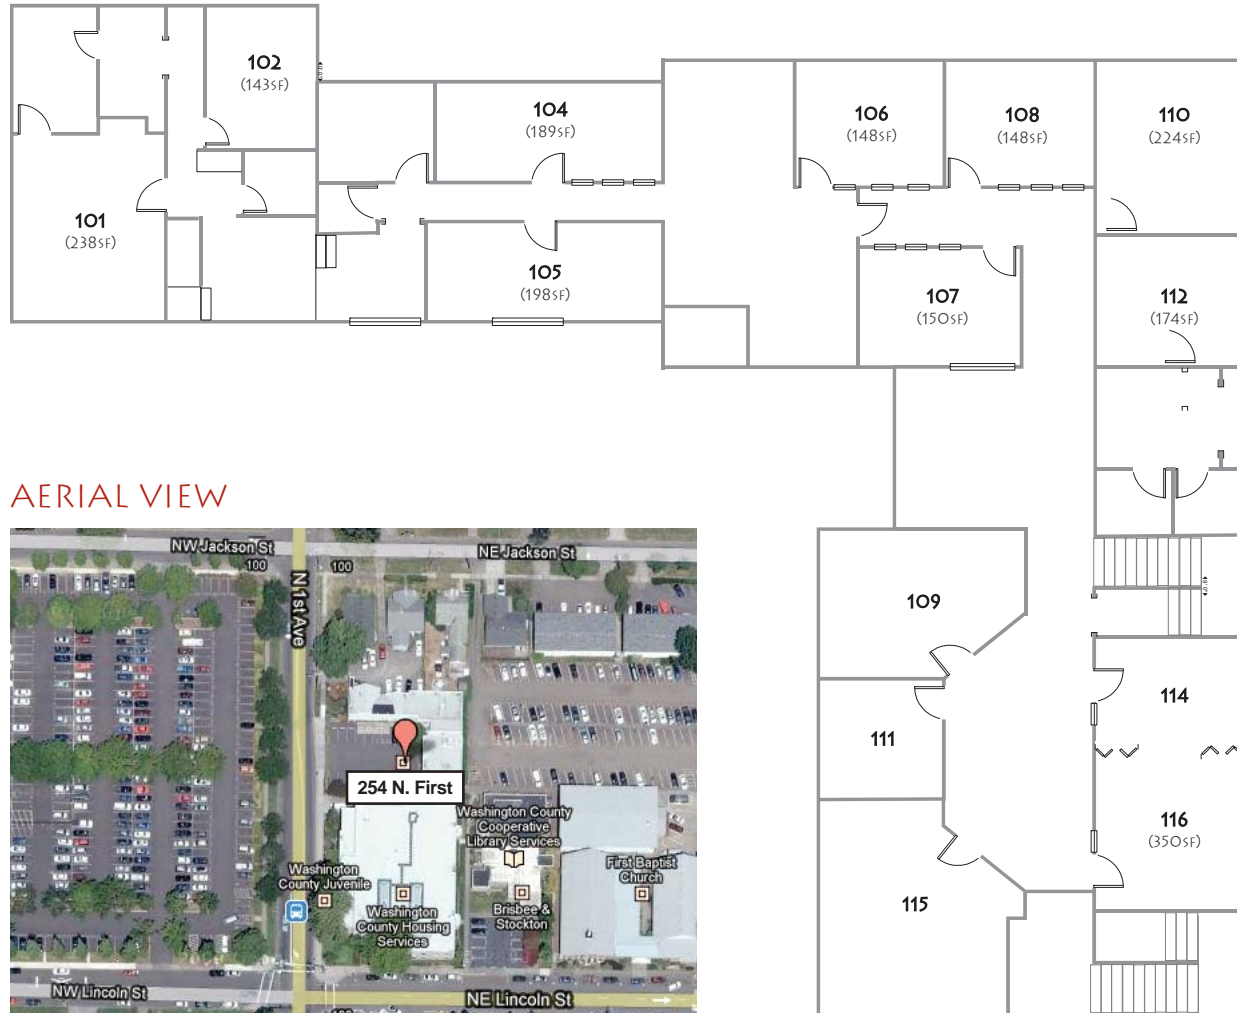 102
(143SF)
104
(189SF)
106
(148SF)
108
(148SF)
110
(224SF)
101
(238SF)
105
(198SF)
107
(150SF)
112
(174SF)
AERIAL VIEW
109
114
111
116
(350SF)
115
NW Jackson St
100
100
NE Jackson St
N 1st Ave
254 N. First
Washington County
Cooperative
Library Services
Washington
County Juvenile
First Baptist
Church
Washington
County Housing
Services
Brisbee &
Stockton
NW Lincoln St
NE Lincoln St
100